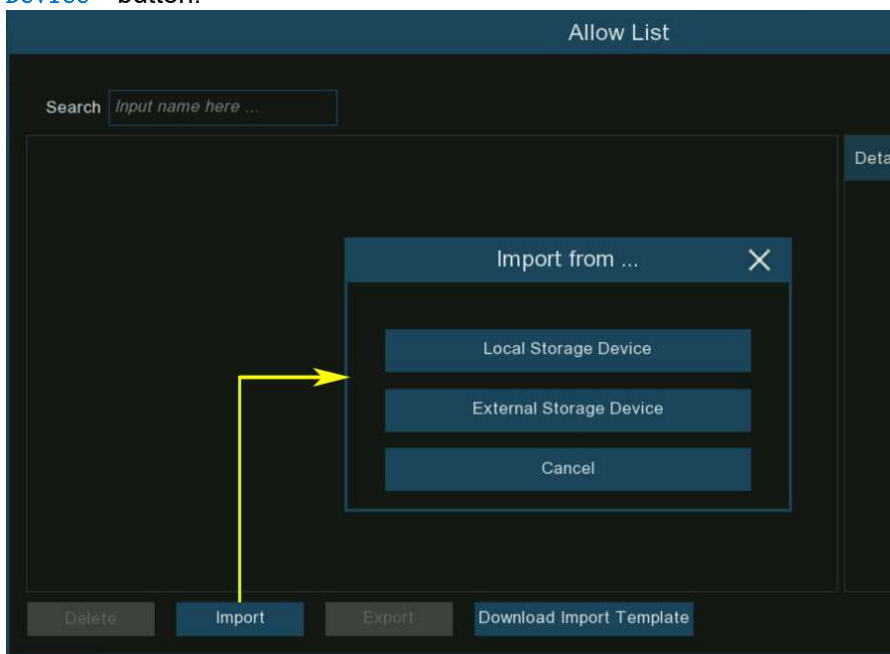 Allow List
Search Input name here ...
Import from ...
Local Storage Device
External Storage Device
Cancel
Delete Import Export Download Import Template